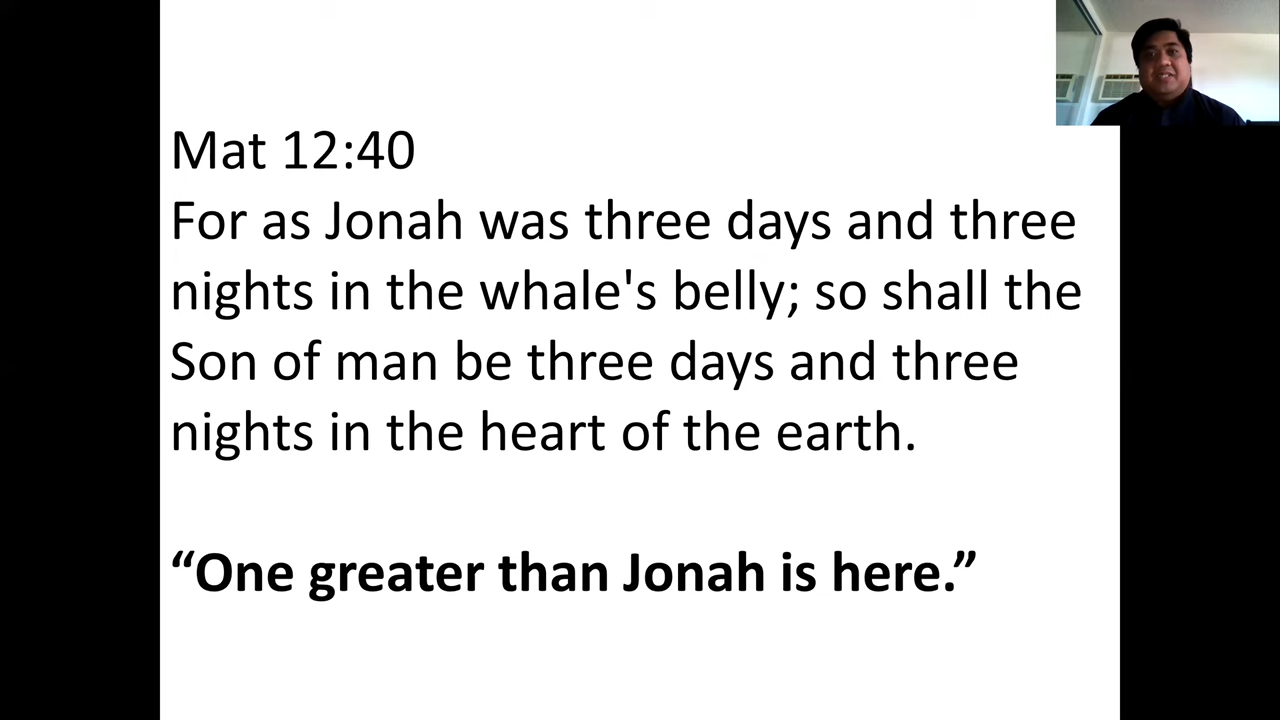 Mat 12:40
For as Jonah was three days and three
nights in the whale's belly; so shall the
Son of man be three days and three
nights in the heart of the earth.
“One greater than Jonah is here.”